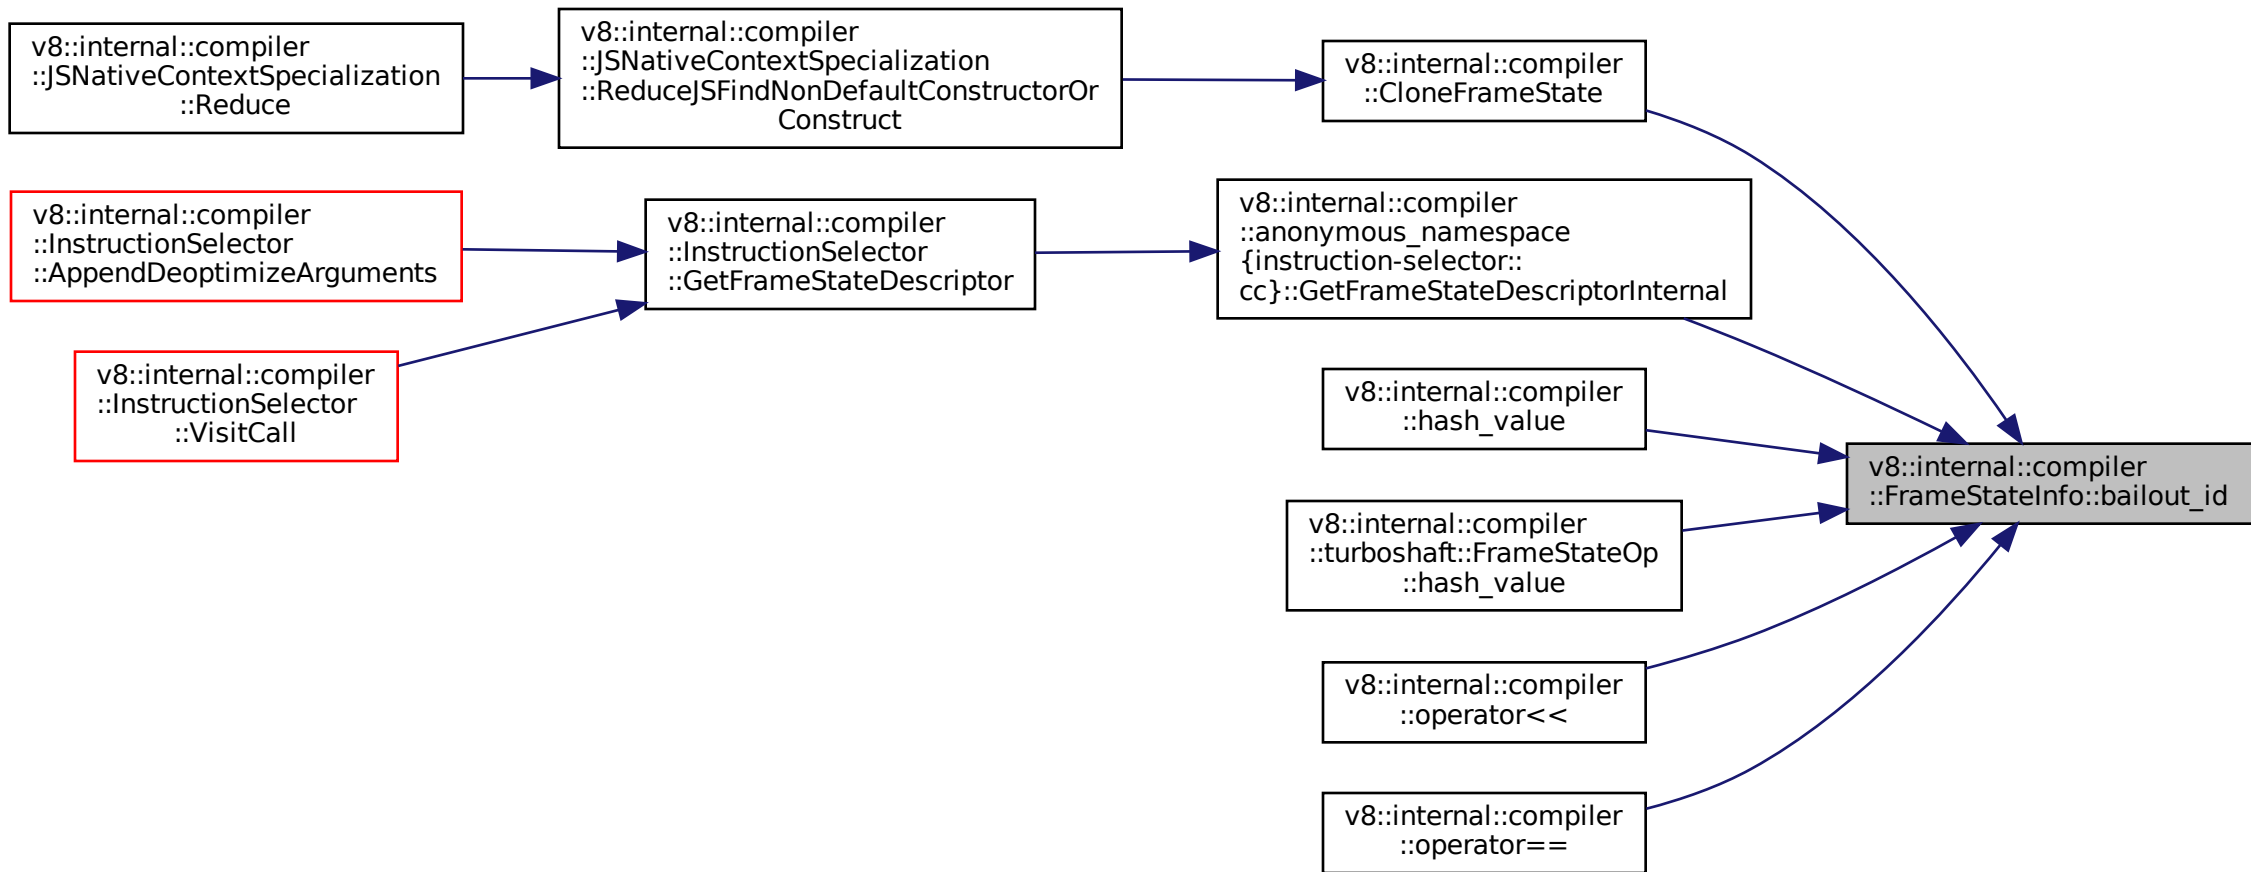 v8::internal::compiler
::JSNativeContextSpecialization
::Reduce
v8::internal::compiler
::JSNativeContextSpecialization
::ReduceJSFindNonDefaultConstructorOr
Construct
v8::internal::compiler
::CloneFrameState
v8::internal::compiler
::InstructionSelector
::AppendDeoptimizeArguments
v8::internal::compiler
::InstructionSelector
::GetFrameStateDescriptor
v8::internal::compiler
::anonymous_namespace
{instruction-selector::
cc}::GetFrameStateDescriptorInternal
v8::internal::compiler
::InstructionSelector
::VisitCall
v8::internal::compiler
::hash_value
v8::internal::compiler
::FrameStateInfo::bailout_id
v8::internal::compiler
::turboshaft::FrameStateOp
::hash_value
v8::internal::compiler
::operator<<
v8::internal::compiler
::operator==